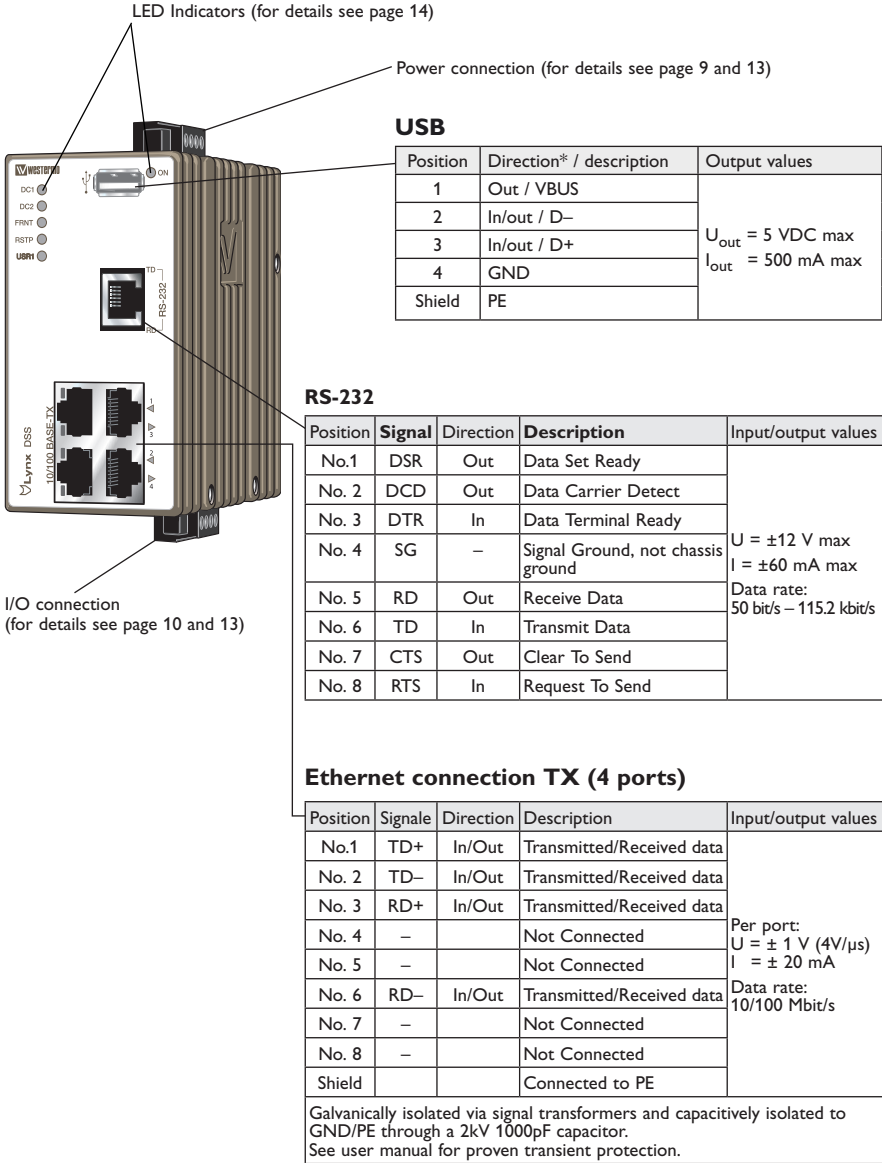 LED Indicators (for details see page 14)
Power connection (for details see page 9 and 13)
Westermo
ON
DC1
DC2
FRNT
RSTP
USR1
TD
RS-232
RD
10/100 BASE-TX
Lynx DSS
1
3
2
4
I/O connection
(for details see page 10 and 13)
USB
Position Direction* / description Output values
1 Out / VBUS
2 In/out / D–
3 In/out / D+
4 GND
Shield PE
Uout = 5 VDC max
Iout = 500 mA max
RS-232
Position Signal Direction Description Input/output values
No.1 DSR Out Data Set Ready
No. 2 DCD Out Data Carrier Detect
No. 3 DTR In Data Terminal Ready
No. 4 SG – Signal Ground, not chassis
ground
No. 5 RD Out Receive Data
No. 6 TD In Transmit Data
No. 7 CTS Out Clear To Send
No. 8 RTS In Request To Send
U = ±12 V max
I = ±60 mA max
Data rate:
50 bit/s – 115.2 kbit/s
Ethernet connection TX (4 ports)
Position Signale Direction Description Input/output values
No.1 TD+ In/Out Transmitted/Received data
No. 2 TD– In/Out Transmitted/Received data
No. 3 RD+ In/Out Transmitted/Received data
No. 4 – Not Connected
No. 5 – Not Connected
No. 6 RD– In/Out Transmitted/Received data
No. 7 – Not Connected
No. 8 – Not Connected
Shield Connected to PE
Per port:
U = ± 1 V (4V/μs)
I = ± 20 mA
Data rate:
10/100 Mbit/s
Galvanically isolated via signal transformers and capacitively isolated to
GND/PE through a 2kV 1000pF capacitor.
See user manual for proven transient protection.